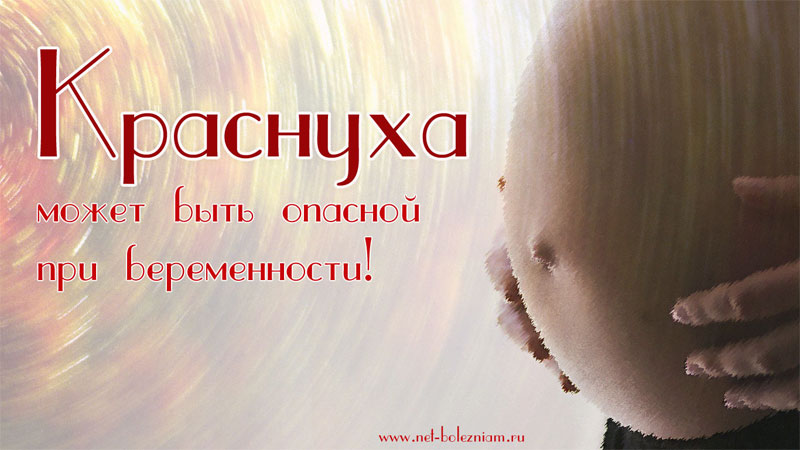 Краснуха
может быть опасной
при беременности!
www.net-bolezniam.ru